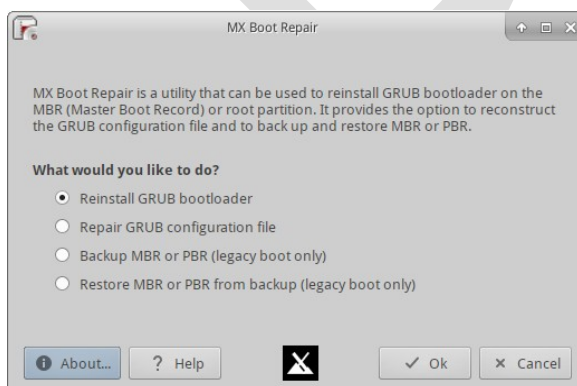 MX Boot Repair
MX Boot Repair is a utility that can be used to reinstall GRUB bootloader on the
MBR (Master Boot Record) or root partition. It provides the option to reconstruct
the GRUB configuration file and to back up and restore MBR or PBR.
What would you like to do?
Reinstall GRUB bootloader
Repair GRUB configuration file
Backup MBR or PBR (legacy boot only)
Restore MBR or PBR from backup (legacy boot only)
About... ? Help Ok Cancel